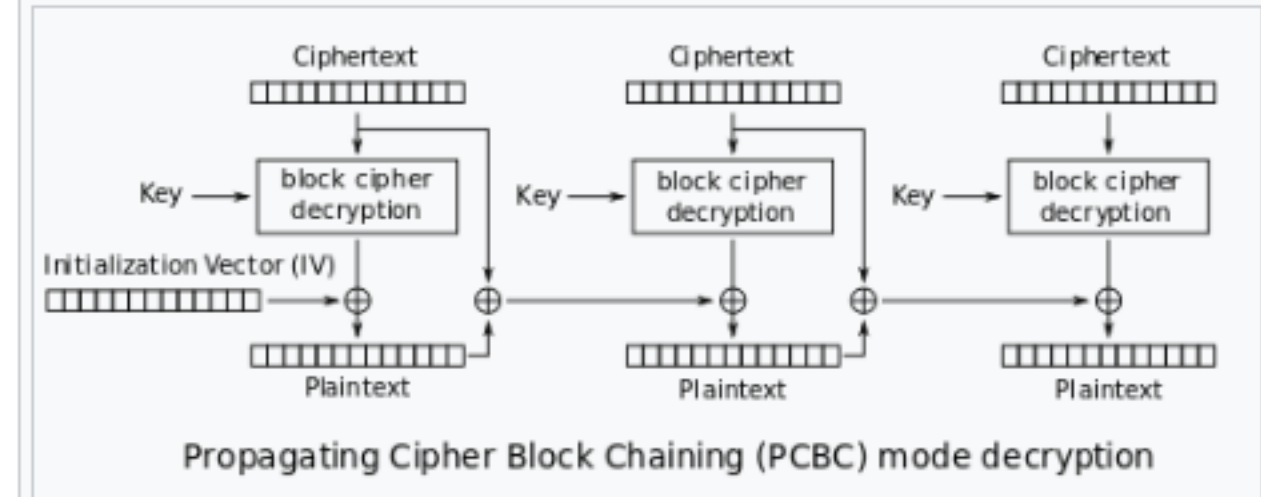 Ciphertext
Ciphertext
Ciphertext
Key
block cipher
decryption
Key
block cipher
decryption
Key
block cipher
decryption
Initialization Vector (IV)
Plaintext
Plaintext
Plaintext
Propagating Cipher Block Chaining (PCBC) mode decryption